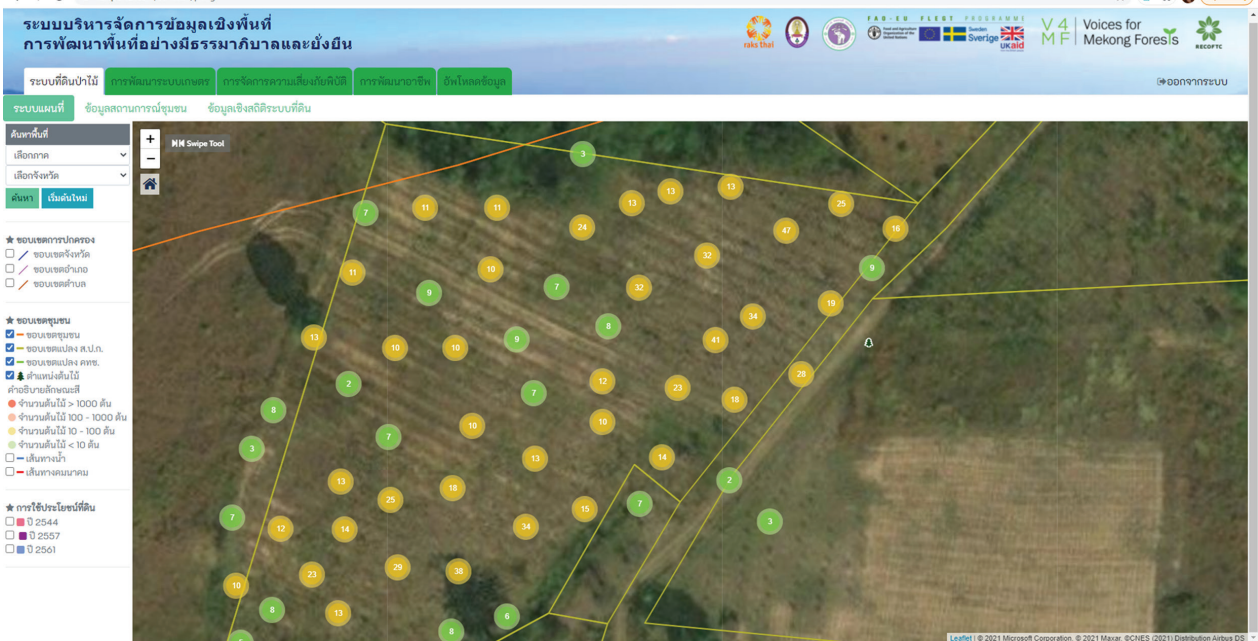 ระบบบริหารจัดการข้อมูลเชิงพื้นที่
การพัฒนาพื้นที่อย่างมีธรรมาภิบาลและยั่งยืน
raks thai
FAO-EU FLEGT PROGRAMME
Food and Agriculture Organization of the United Nations
Sweden
Sverige
UKaid
V4
MF
Voices for
Mekong Forests
RECOFTC
ระบบที่ดินป่าไม้
การพัฒนาระบบเกษตร
การจัดการความเสี่ยงภัยพิบัติ
การพัฒนาอาชีพ
อัพโหลดข้อมูล
ออกจากระบบ
ระบบแผนที่
ข้อมูลสถานการณ์ชุมชน
ข้อมูลเชิงสถิติระบบที่ดิน
ค้นหาพื้นที่
เลือกภาค
เลือกจังหวัด
ค้นหา
เริ่มต้นใหม่
ขอบเขตการปกครอง
ขอบเขตจังหวัด
ขอบเขตอำเภอ
ขอบเขตตำบล
ขอบเขตชุมชน
ขอบเขตชุมชน
ขอบเขตแปลง ส.ป.ก.
ขอบเขตแปลง คทช.
ตำแหน่งต้นไม้
คำอธิบายลักษณะสี
จำนวนต้นไม้ > 1000 ต้น
จำนวนต้นไม้ 100 - 1000 ต้น
จำนวนต้นไม้ 10 - 100 ต้น
จำนวนต้นไม้ < 10 ต้น
เส้นทางน้ำ
เส้นทางคมนาคม
การใช้ประโยชน์ที่ดิน
ปี 2544
ปี 2557
ปี 2561
+
Swipe Tool
−
3
13
13
13
25
7
11
11
24
47
16
32
11
10
9
9
7
32
19
34
8
13
9
41
10
10
28
2
12
23
7
18
8
10
10
7
3
13
14
13
2
18
25
7
15
7
3
12
14
34
29
38
23
10
8
13
6
8
5
Leaflet | © 2021 Microsoft Corporation, © 2021 Maxar, ©CNES (2021) Distribution Airbus DS